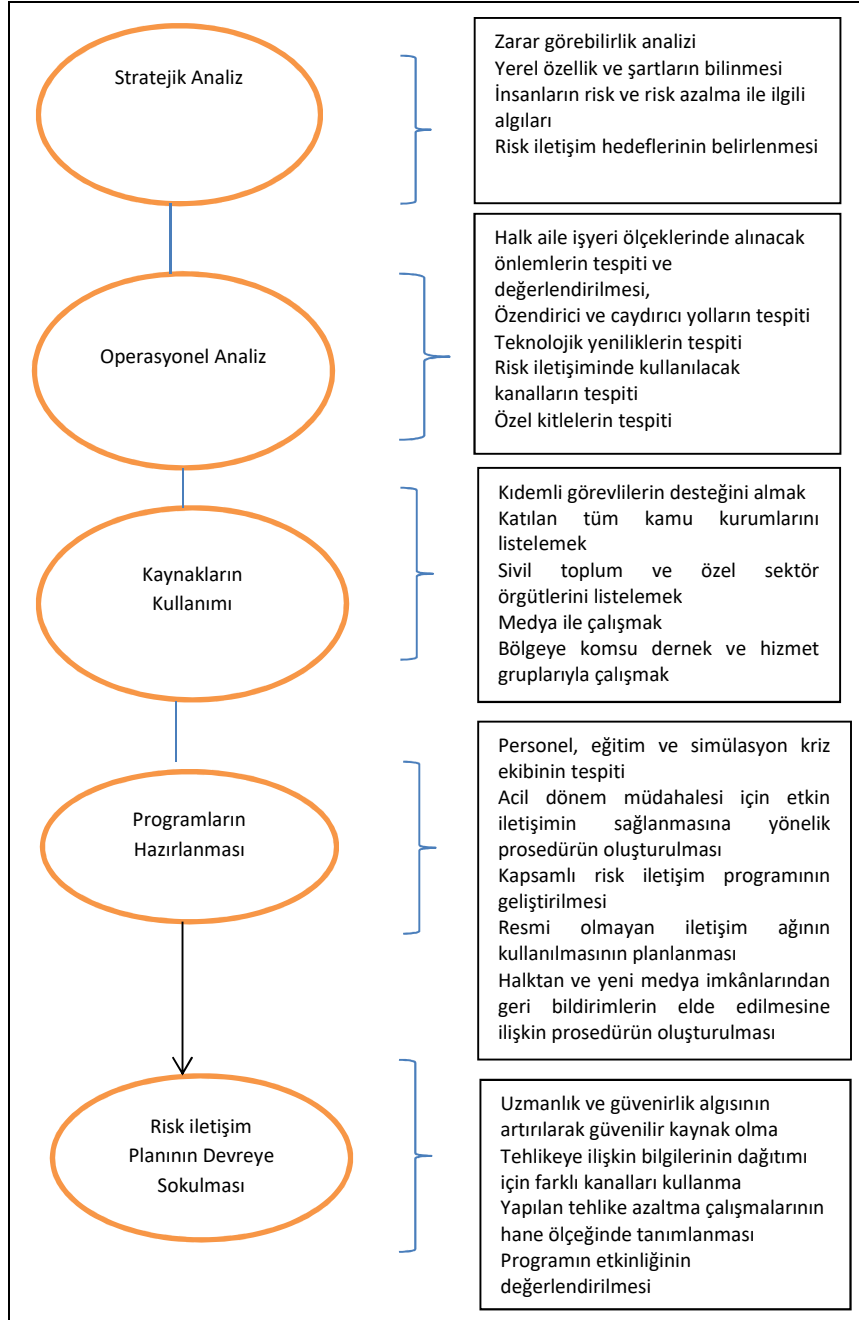 Stratejik Analiz
Zarar görebilirlik analizi
Yerel özellik ve şartların bilinmesi
İnsanların risk ve risk azalma ile ilgili
algıları
Risk iletişim hedeflerinin belirlenmesi
Operasyonel Analiz
Halk aile işyeri ölçeklerinde alınacak
önlemlerin tespiti ve
değerlendirilmesi,
Özendirici ve caydırıcı yolların tespiti
Teknolojik yeniliklerin tespiti
Risk iletişiminde kullanılacak
kanalların tespiti
Özel kitlelerin tespiti
Kaynakların
Kullanımı
Kıdemli görevlilerin desteğini almak
Katılan tüm kamu kurumlarını
listelemek
Sivil toplum ve özel sektör
örgütlerini listelemek
Medya ile çalışmak
Bölgeye komsu dernek ve hizmet
gruplarıyla çalışmak
Programların
Hazırlanması
Personel, eğitim ve simülasyon kriz
ekibinin tespiti
Acil dönem müdahalesi için etkin
iletişimin sağlanmasına yönelik
prosedürün oluşturulması
Kapsamlı risk iletişim programının
geliştirilmesi
Resmi olmayan iletişim ağının
kullanılmasının planlanması
Halktan ve yeni medya imkânlarından
geri bildirimlerin elde edilmesine
ilişkin prosedürün oluşturulması
Risk iletişim
Planının Devreye
Sokulması
Uzmanlık ve güvenirlik algısının
artırılarak güvenilir kaynak olma
Tehlikeye ilişkin bilgilerinin dağıtımı
için farklı kanalları kullanma
Yapılan tehlike azaltma çalışmalarının
hane ölçeğinde tanımlanması
Programın etkinliğinin
değerlendirilmesi